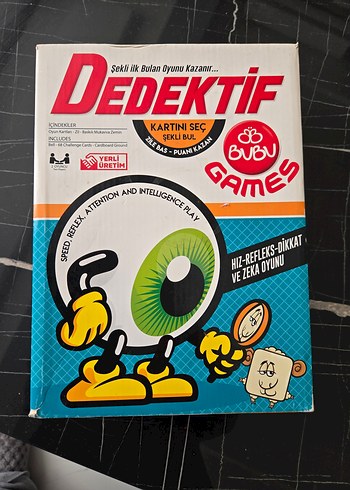 Şekli ilk Bulan Oyunu Kazanır...
DEDEKTİF
İÇİNDEKİLER
INCLUDES
KARTINI SEÇ
ŞEKLİ BUL
ZİLE BAS - PUANI KAZAN
YERLİ
ÜRETİM
BUBU
GAMES
SPEED, REFLEX, ATTENTION AND INTELLIGENCE PLAY
HIZ-REFLEKS-DİKKAT
VE ZEKA OYUNU